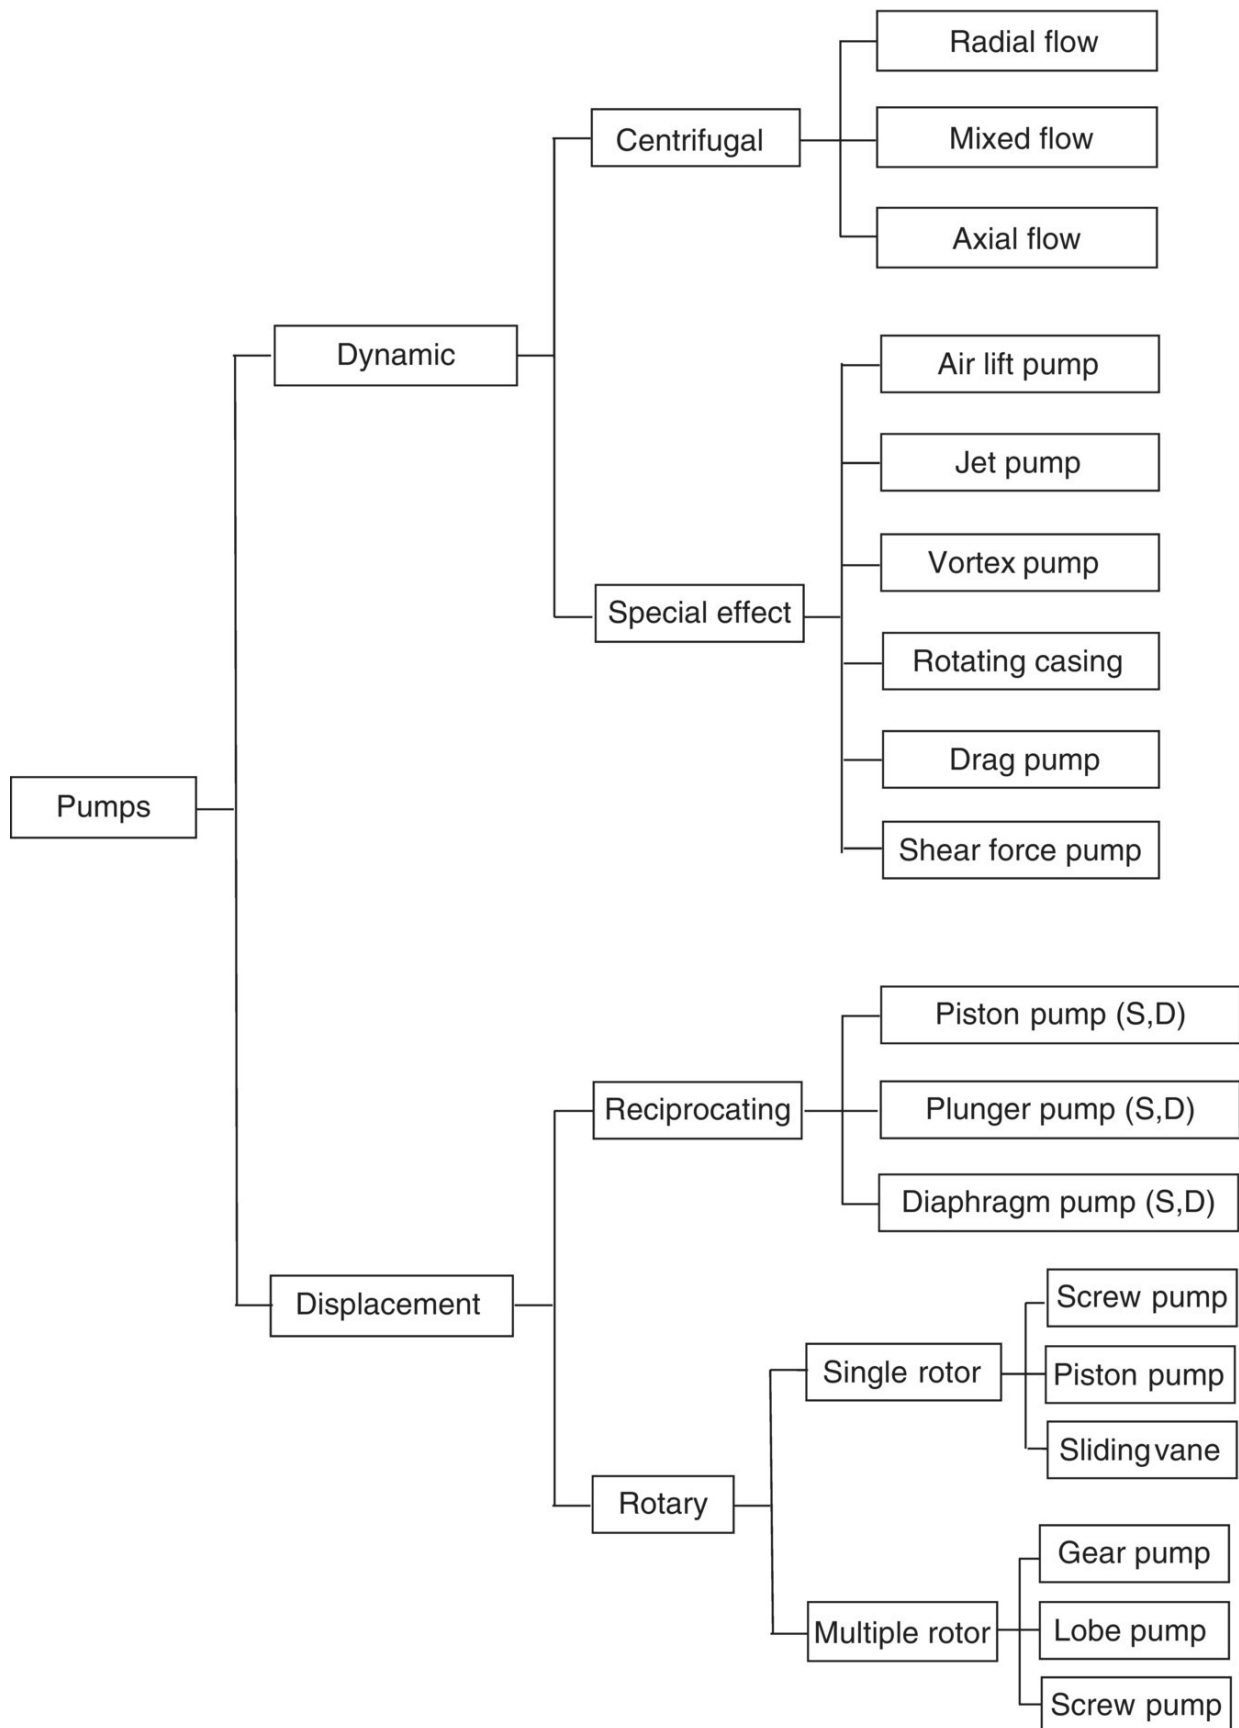 Radial flow
Centrifugal
Mixed flow
Axial flow
Dynamic
Air lift pump
Jet pump
Vortex pump
Special effect
Rotating casing
Drag pump
Pumps
Shear force pump
Piston pump (S,D)
Reciprocating
Plunger pump (S,D)
Diaphragm pump (S,D)
Displacement
Screw pump
Single rotor
Piston pump
Sliding vane
Rotary
Gear pump
Multiple rotor
Lobe pump
Screw pump